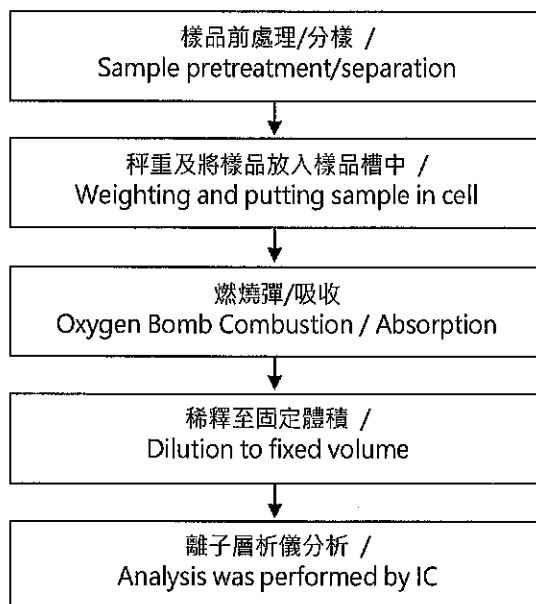 樣品前處理/分樣 /
Sample pretreatment/separation
秤重及將樣品放入樣品槽中 /
Weighting and putting sample in cell
燃燒彈/吸收
Oxygen Bomb Combustion / Absorption
稀釋至固定體積 /
Dilution to fixed volume
離子層析儀分析 /
Analysis was performed by IC